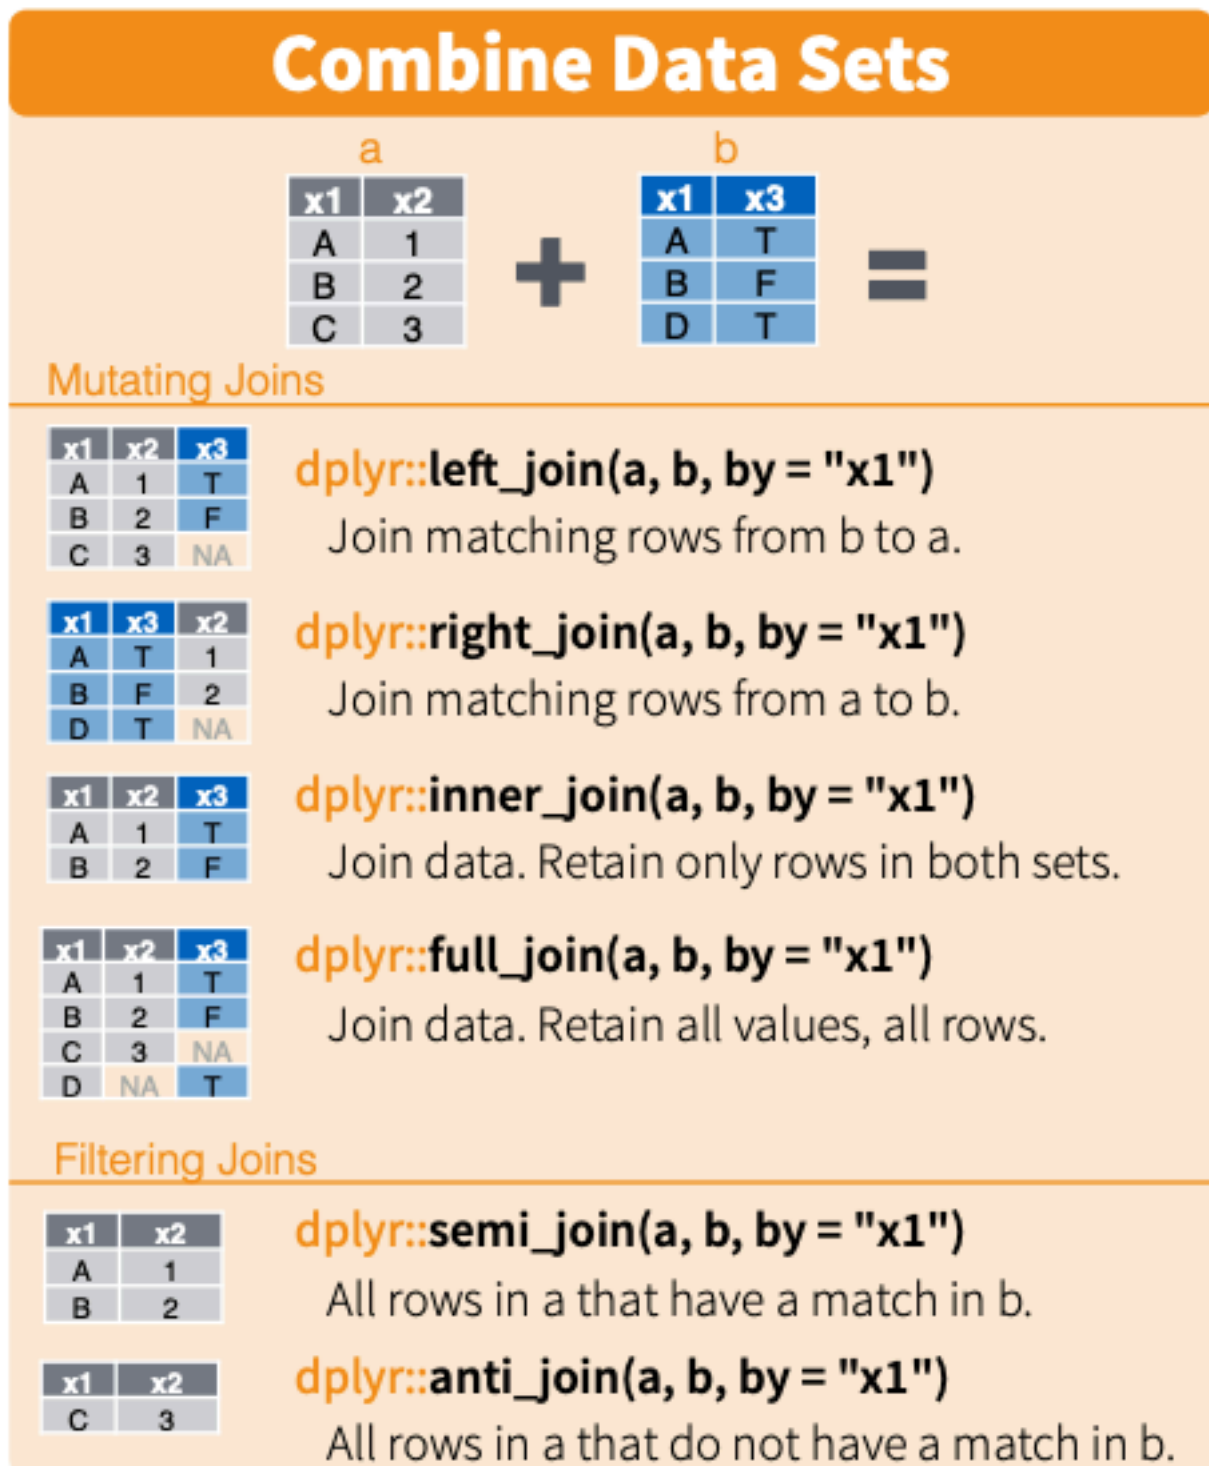 Combine Data Sets
a b
x1 x2 x1 x3
A 1 A T
B 2 B F
C 3 D T
+ =
Mutating Joins
x1 x2 x3
A 1 T
B 2 F
C 3 NA
dplyr::left_join(a, b, by = "x1")
Join matching rows from b to a.
x1 x3 x2
A T 1
B F 2
D T NA
dplyr::right_join(a, b, by = "x1")
Join matching rows from a to b.
x1 x2 x3
A 1 T
B 2 F
dplyr::inner_join(a, b, by = "x1")
Join data. Retain only rows in both sets.
x1 x2 x3
A 1 T
B 2 F
C 3 NA
D NA T
dplyr::full_join(a, b, by = "x1")
Join data. Retain all values, all rows.
Filtering Joins
x1 x2
A 1
B 2
dplyr::semi_join(a, b, by = "x1")
All rows in a that have a match in b.
x1 x2
C 3
dplyr::anti_join(a, b, by = "x1")
All rows in a that do not have a match in b.